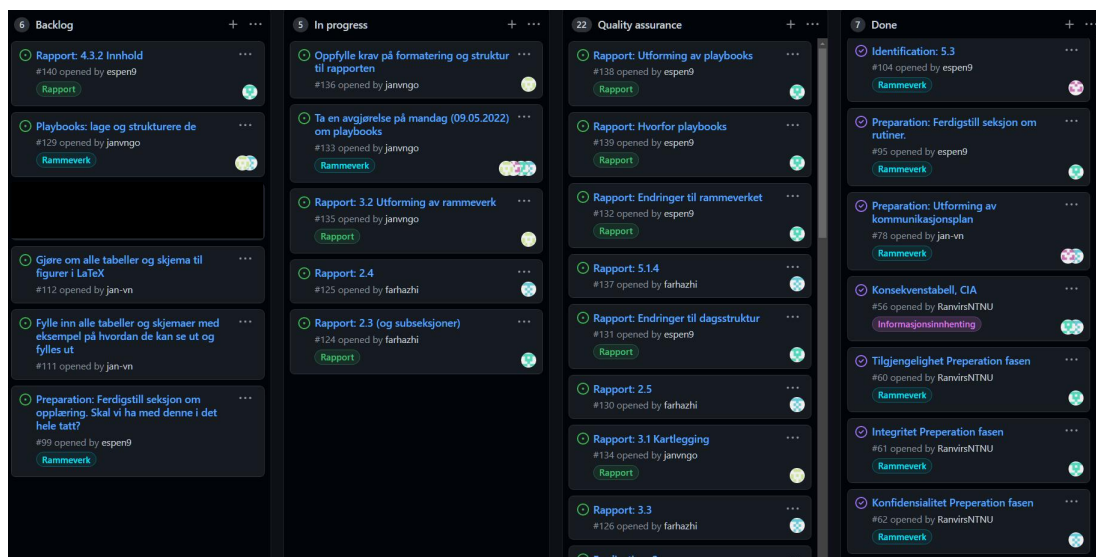 6 Backlog + ...
Rapport: 4.3.2 Innhold ...
#140 opened by espen9
Rapport
Playbooks: lage og strukturere de ...
#129 opened by janvngo
Rammeverk
Gjøre om alle tabeller og skjema til ...
figurer i LaTeX
#112 opened by jan-vn
Fylle inn alle tabeller og skjemaer med ...
eksempel på hvordan de kan se ut og
fylles ut
#111 opened by jan-vn
Preparation: Ferdigstill seksjon om ...
opplæring. Skal vi ha med denne i det
hele tatt?
#99 opened by espen9
Rammeverk
5 In progress + ...
Oppfylle krav på formatering og struktur ...
til rapporten
#136 opened by janvngo
Ta en avgjørelse på mandag (09.05.2022) ...
om playbooks
#133 opened by janvngo
Rammeverk
Rapport: 3.2 Utforming av rammeverk ...
#135 opened by janvngo
Rapport
Rapport: 2.4 ...
#125 opened by farhazhi
Rapport: 2.3 (og subseksjoner) ...
#124 opened by farhazhi
Rapport
22 Quality assurance + ...
Rapport: Utforming av playbooks ...
#138 opened by espen9
Rapport
Rapport: Hvorfor playbooks ...
#139 opened by espen9
Rapport
Rapport: Endringer til rammeverket ...
#132 opened by espen9
Rapport
Rapport: 5.1.4 ...
#137 opened by farhazhi
Rapport: Endringer til dagsstruktur ...
#131 opened by espen9
Rapport
Rapport: 2.5 ...
#130 opened by farhazhi
Rapport: 3.1 Kartlegging ...
#134 opened by janvngo
Rapport
Rapport: 3.3 ...
#126 opened by farhazhi
7 Done + ...
Identification: 5.3 ...
#104 opened by espen9
Rammeverk
Preparation: Ferdigstill seksjon om ...
rutiner.
#95 opened by espen9
Rammeverk
Preparation: Utforming av ...
kommunikasjonsplan
#78 opened by jan-vn
Rammeverk
Konsekvenstabell, CIA ...
#56 opened by RanvirsNTNU
Informasjonsinnhenting
Tilgjengelighet Preperation fasen ...
#60 opened by RanvirsNTNU
Rammeverk
Integritet Preperation fasen ...
#61 opened by RanvirsNTNU
Rammeverk
Konfidensialitet Preperation fasen ...
#62 opened by RanvirsNTNU
Rammeverk